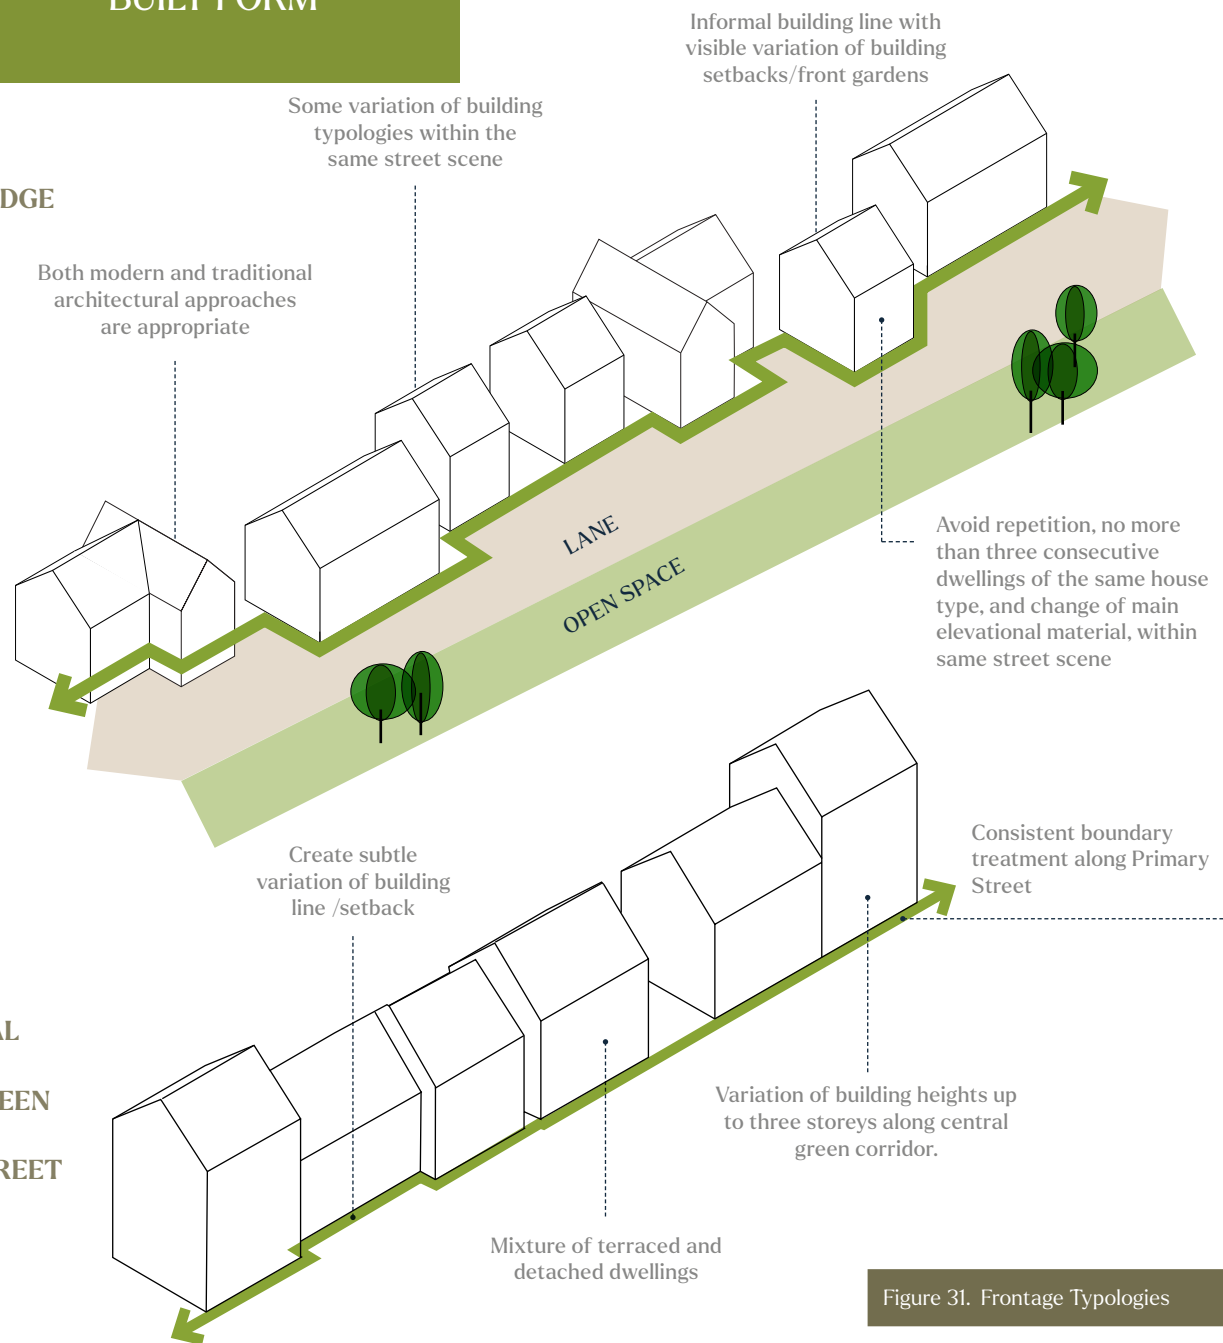 BUILT FORM
Informal building line with
visible variation of building
setbacks/front gardens
Some variation of building
typologies within the
same street scene
Both modern and traditional
architectural approaches
are appropriate
LANE
OPEN SPACE
Avoid repetition, no more
than three consecutive
dwellings of the same house
type, and change of main
elevational material, within
same street scene
Create subtle
variation of building
line /setback
Consistent boundary
treatment along Primary
Street
Variation of building heights up
to three storeys along central
green corridor.
Mixture of terraced and
detached dwellings
Figure 31. Frontage Typologies